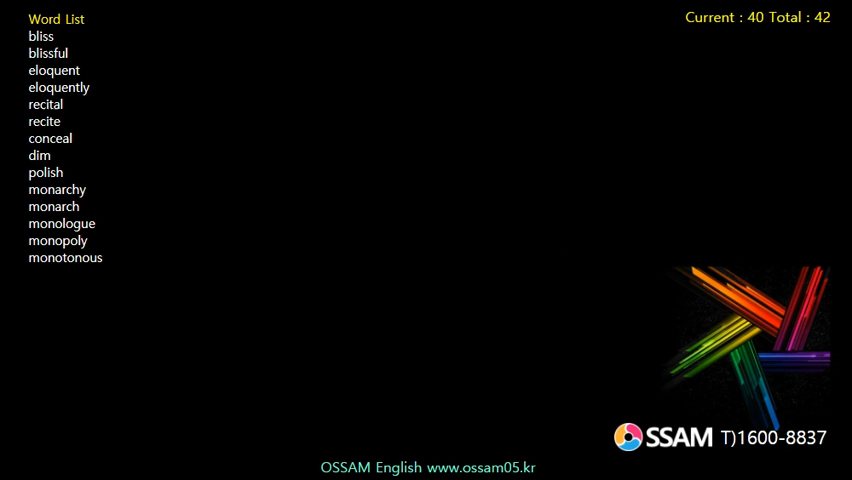 Word List
Current : 40 Total : 42
bliss
blissful
eloquent
eloquently
recital
recite
conceal
dim
polish
monarchy
monarch
monologue
monopoly
monotonous
OSSAM T)1600-8837
OSSAM English www.ossam05.kr